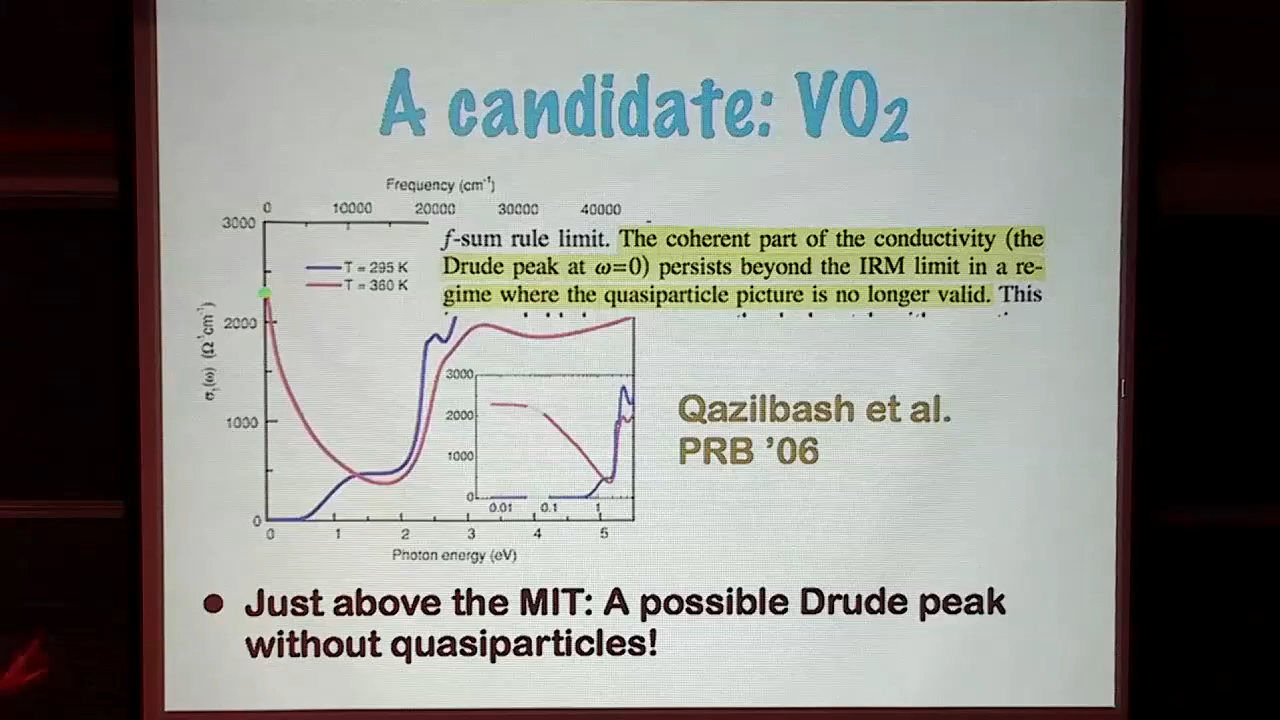 A candidate: VO₂
Frequency (cm⁻¹)
0 10000 20000 30000 40000
3000
2000
1000
0
σ₁(ω) (Ω⁻¹cm⁻¹)
T = 295 K
T = 360 K
f-sum rule limit. The coherent part of the conductivity (the
Drude peak at ω=0) persists beyond the IRM limit in a re-
gime where the quasiparticle picture is no longer valid. This
3000
2000
1000
0
0.01 0.1 1
0 1 2 3 4 5
Photon energy (eV)
Qazilbash et al.
PRB ’06
● Just above the MIT: A possible Drude peak
without quasiparticles!